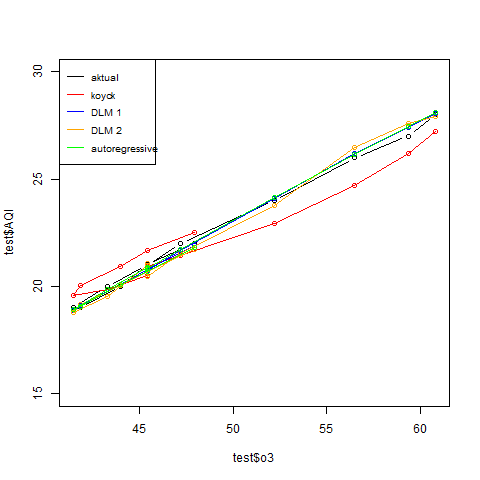 aktual
koyck
DLM 1
DLM 2
autoregressive
30
25
20
15
test$AQI
45
50
55
60
test$o3